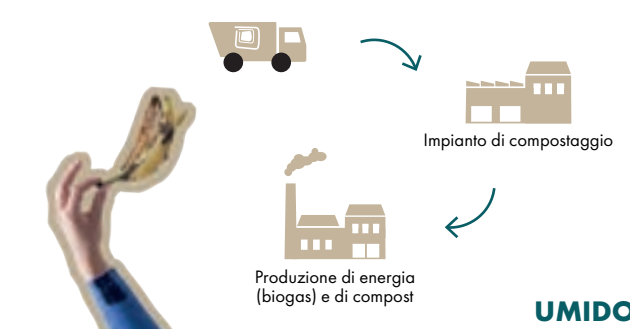 Impianto di compostaggio
Produzione di energia
(biogas) e di compost
UMIDO